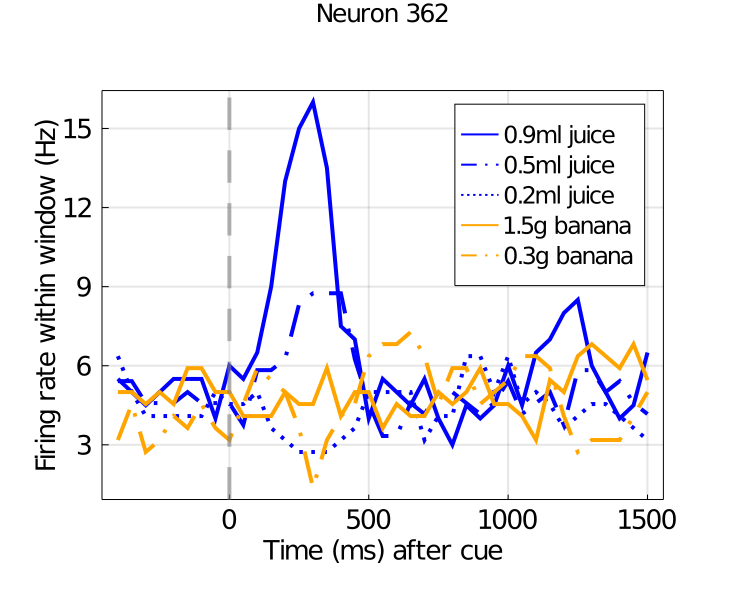 Neuron 362
Firing rate within window (Hz)
15
12
9
6
3
0.9ml juice
0.5ml juice
0.2ml juice
1.5g banana
0.3g banana
0 500 1000 1500
Time (ms) after cue